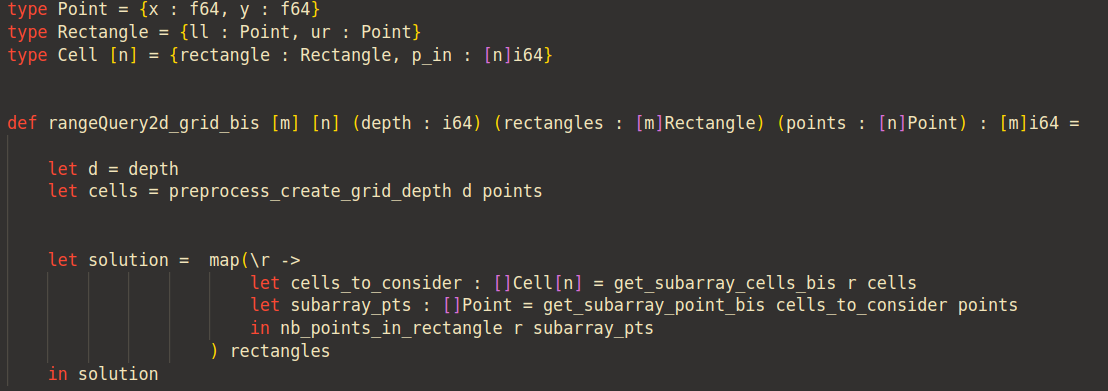 type Point = {x : f64, y : f64}
type Rectangle = {ll : Point, ur : Point}
type Cell [n] = {rectangle : Rectangle, p_in : [n]i64}
def rangeQuery2d_grid_bis [m] [n] (depth : i64) (rectangles : [m]Rectangle) (points : [n]Point) : [m]i64 =
let d = depth
let cells = preprocess_create_grid_depth d points
let solution =  map(\r ->
let cells_to_consider : []Cell[n] = get_subarray_cells_bis r cells
let subarray_pts : []Point = get_subarray_point_bis cells_to_consider points
in nb_points_in_rectangle r subarray_pts
) rectangles
in solution